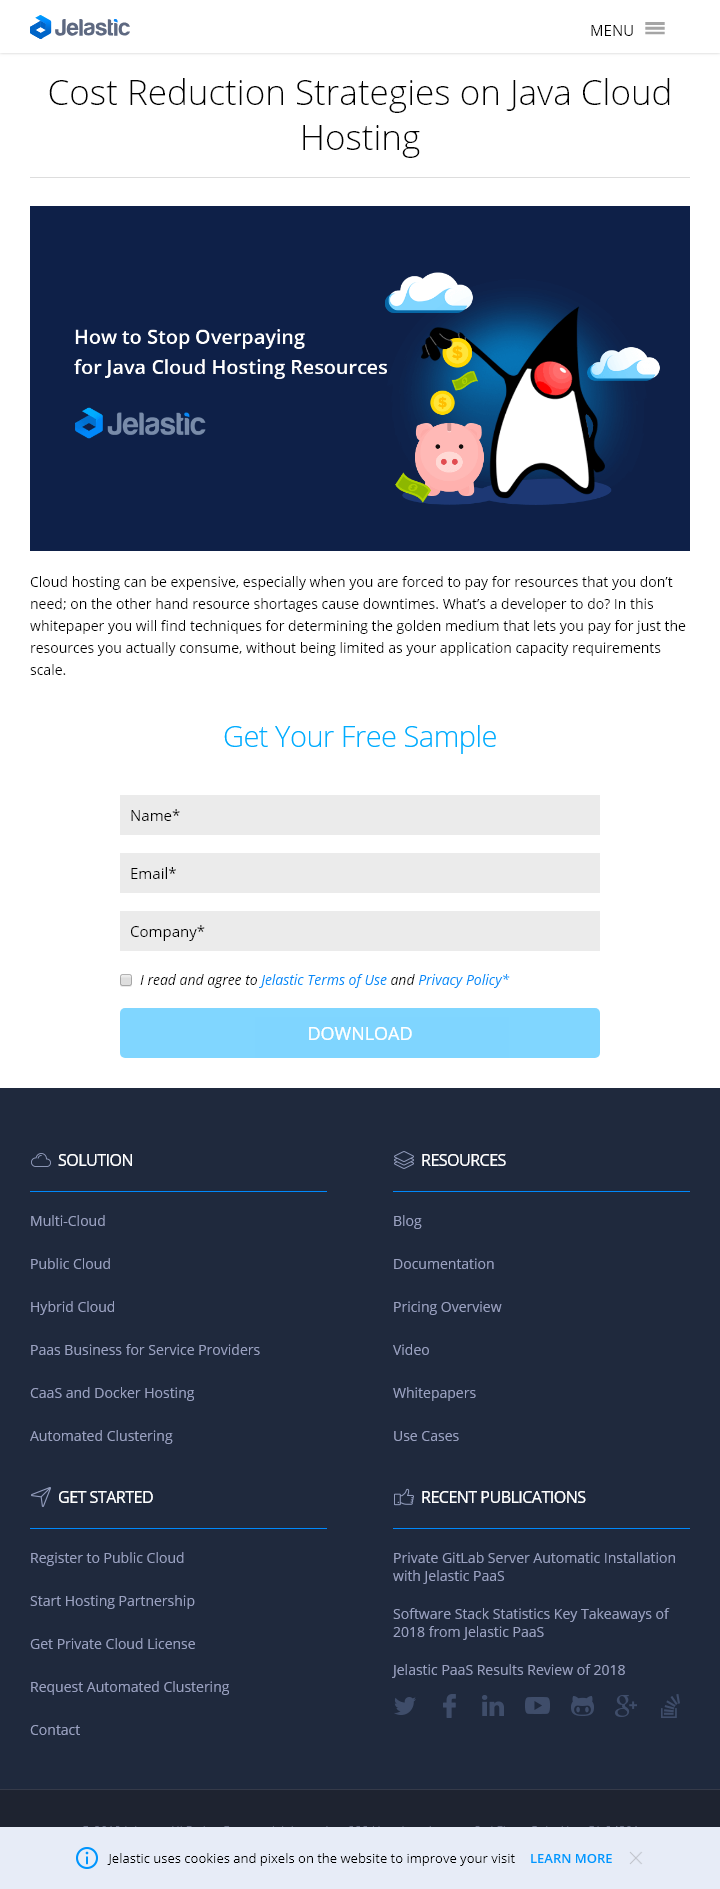 Jelastic
MENU
Cost Reduction Strategies on Java Cloud
Hosting
How to Stop Overpaying
for Java Cloud Hosting Resources
Jelastic
Cloud hosting can be expensive, especially when you are forced to pay for resources that you don't
need; on the other hand resource shortages cause downtimes. What's a developer to do? In this
whitepaper you will find techniques for determining the golden medium that lets you pay for just the
resources you actually consume, without being limited as your application capacity requirements
scale.
Get Your Free Sample
Name*
Email*
Company*
I read and agree to Jelastic Terms of Use and Privacy Policy*
DOWNLOAD
SOLUTION
Multi-Cloud
Public Cloud
Hybrid Cloud
Paas Business for Service Providers
CaaS and Docker Hosting
Automated Clustering
RESOURCES
Blog
Documentation
Pricing Overview
Video
Whitepapers
Use Cases
GET STARTED
Register to Public Cloud
Start Hosting Partnership
Get Private Cloud License
Request Automated Clustering
Contact
RECENT PUBLICATIONS
Private GitLab Server Automatic Installation
with Jelastic PaaS
Software Stack Statistics Key Takeaways of
2018 from Jelastic PaaS
Jelastic PaaS Results Review of 2018
Jelastic uses cookies and pixels on the website to improve your visit LEARN MORE